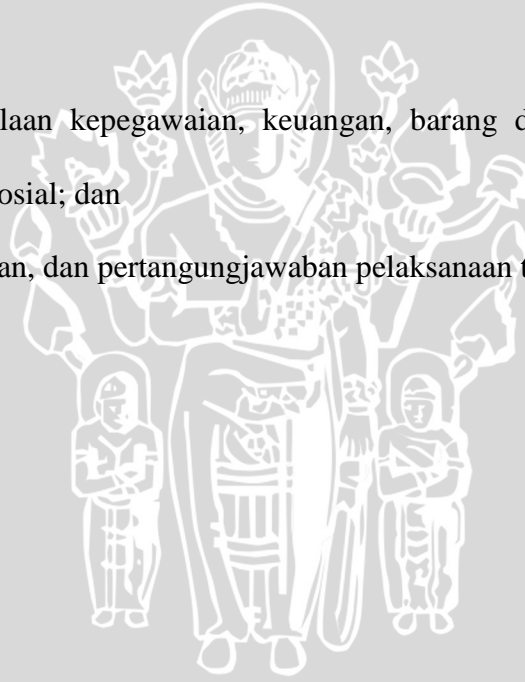 laan kepegawaian, keuangan, barang d
osial; dan
an, dan pertangungjawaban pelaksanaan t